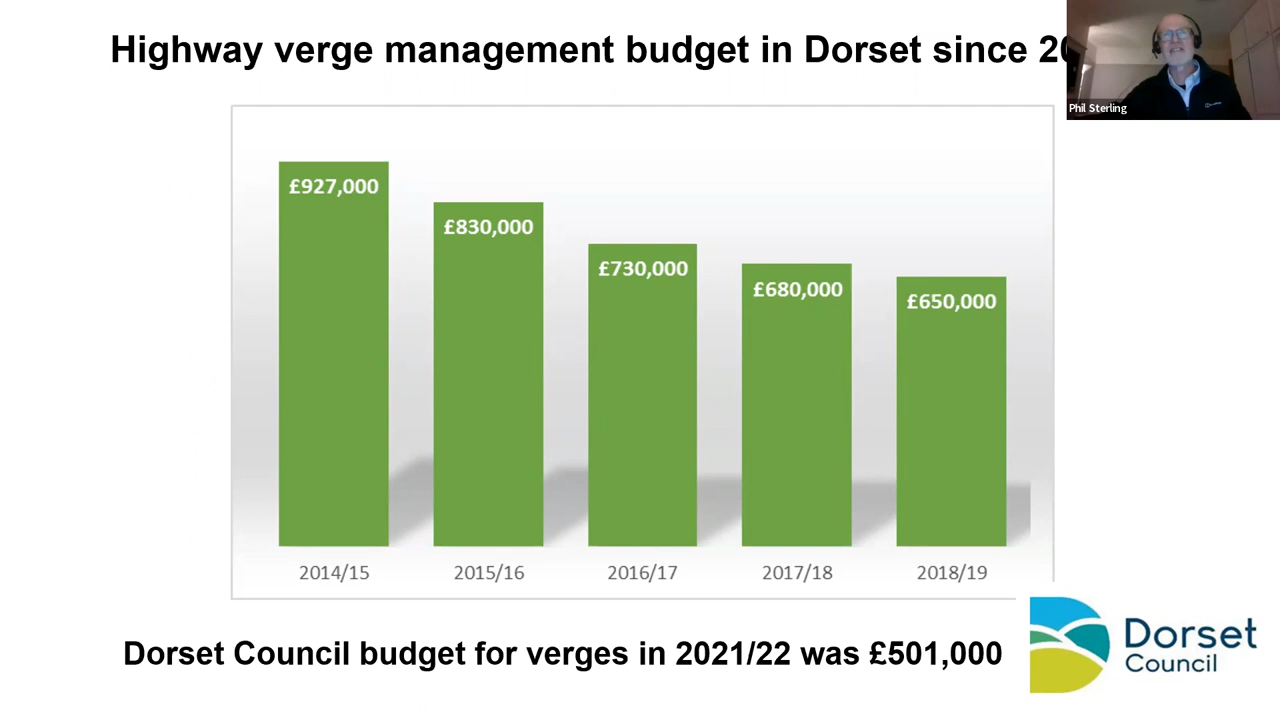 Highway verge management budget in Dorset since 20
Phil Sterling
£927,000
£830,000
£730,000
£680,000
£650,000
2014/15
2015/16
2016/17
2017/18
2018/19
Dorset Council budget for verges in 2021/22 was £501,000
Dorset
Council